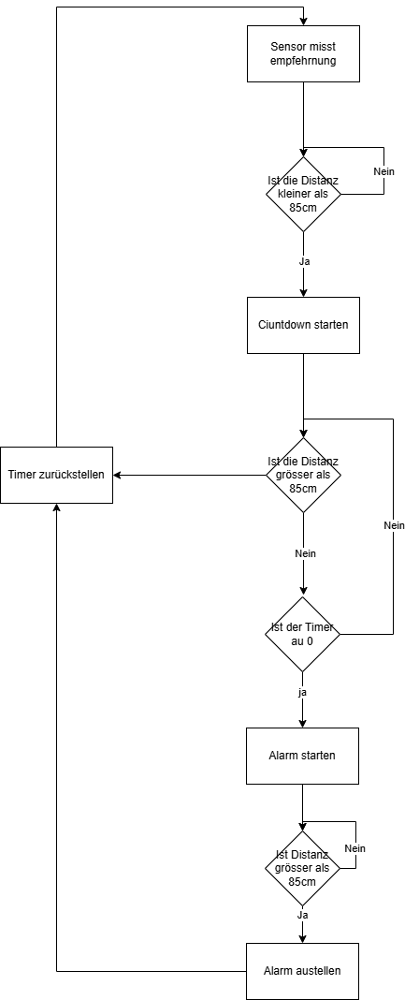 Sensor misst
empfehrnung
Ist die Distanz
kleiner als
85cm
Nein
Ja
Ciuntdown starten
Ist die Distanz
grösser als
85cm
Timer zurückstellen
Nein
Nein
Ist der Timer
au 0
ja
Alarm starten
Ist Distanz
grösser als
85cm
Nein
Ja
Alarm austellen